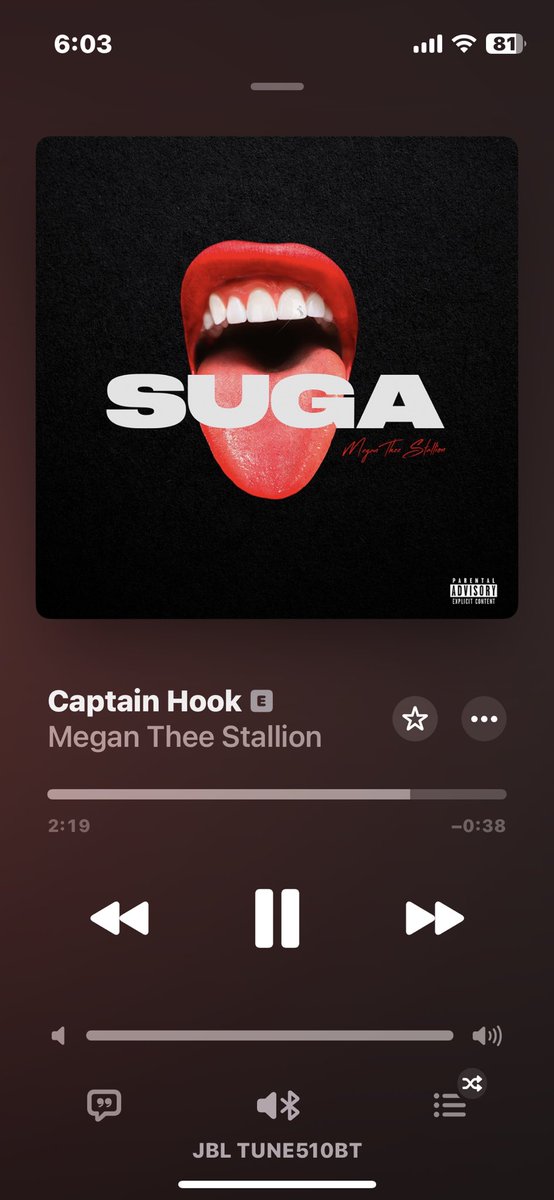 6:03
81
SUGA
Megan Thee Stallion
PARENTAL
ADVISORY
EXPLICIT CONTENT
Captain Hook E
Megan Thee Stallion
2:19
−0:38
JBL TUNE510BT